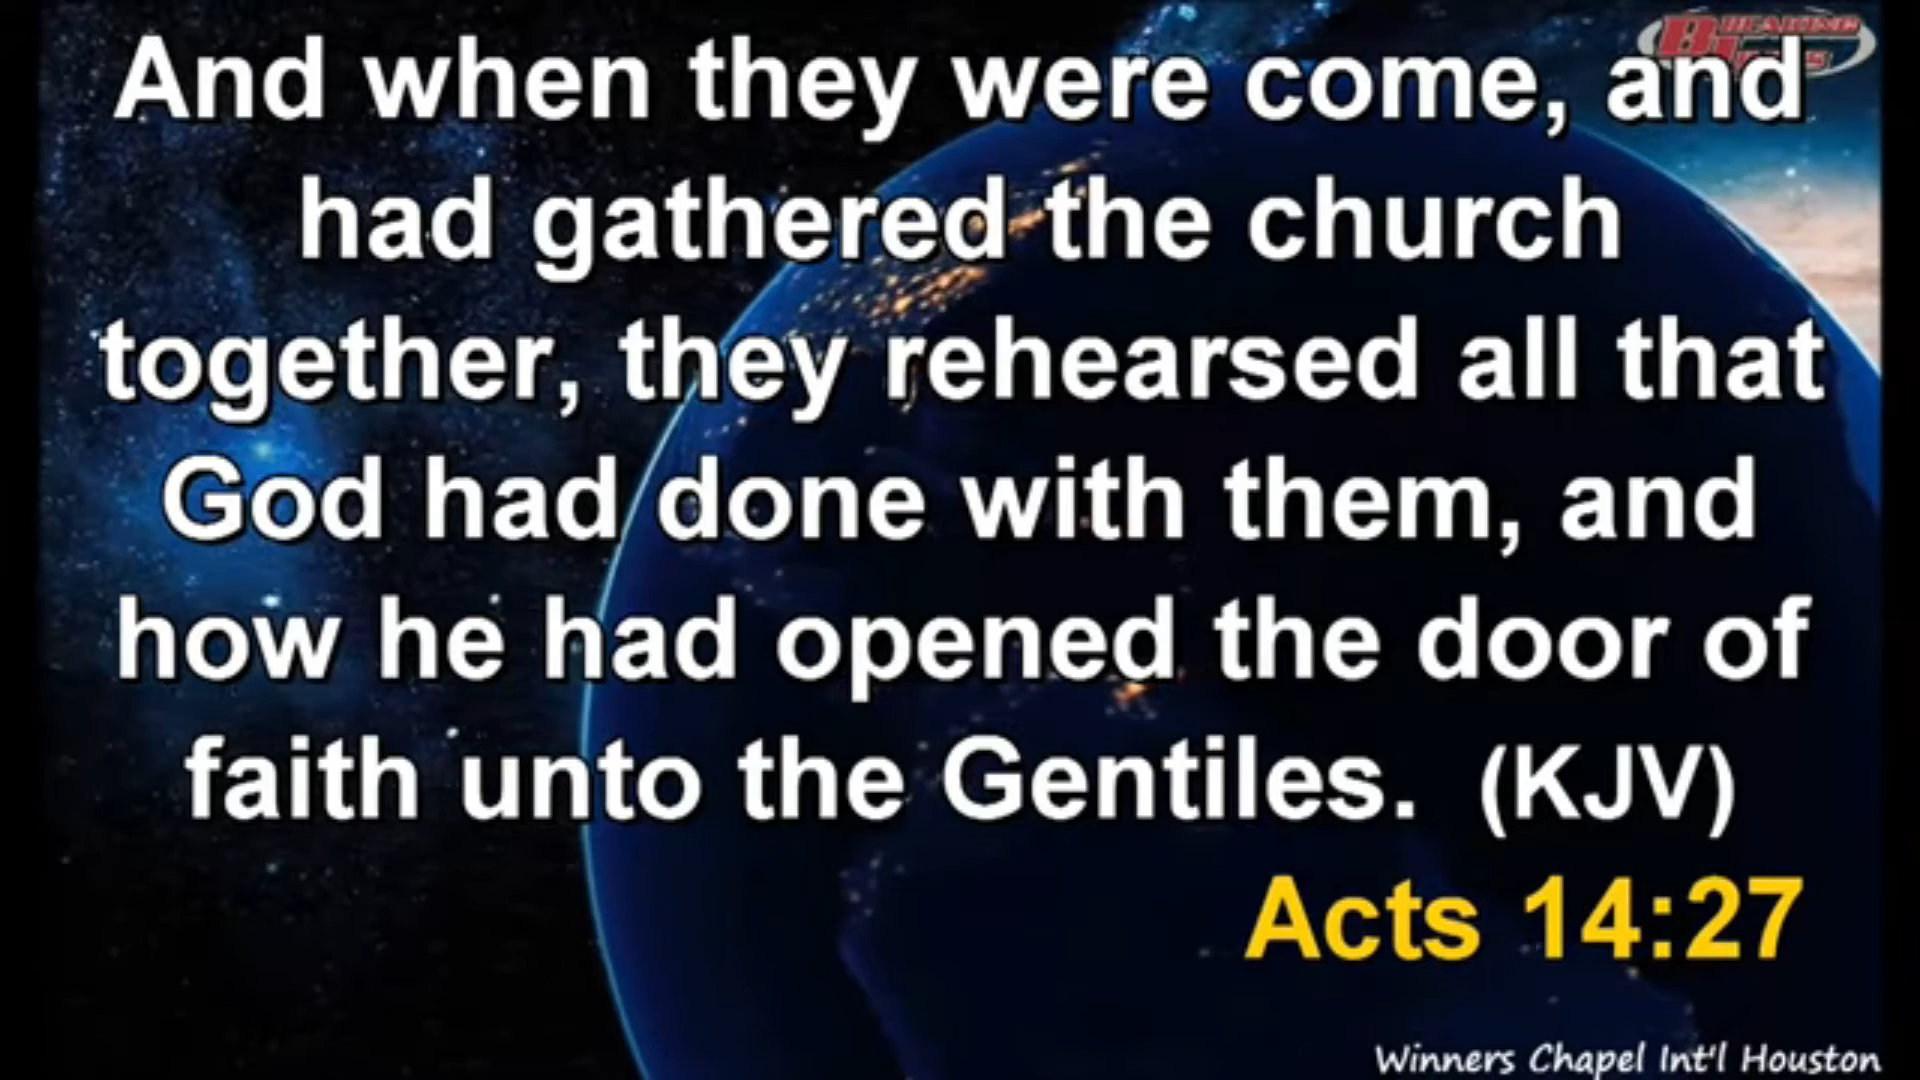 And when they were come, and
had gathered the church
together, they rehearsed all that
God had done with them, and
how he had opened the door of
faith unto the Gentiles. (KJV)
Acts 14:27
Winners Chapel Int'l Houston